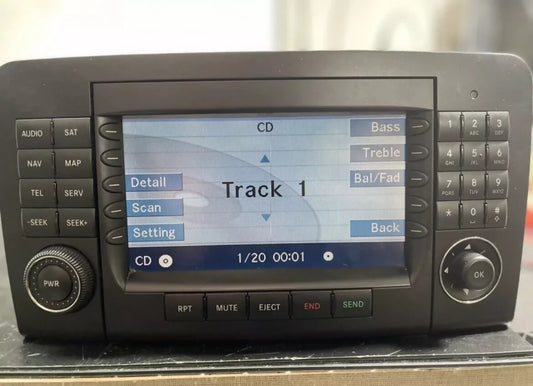 AUDIO SAT
NAV MAP
TEL SERV
-SEEK SEEK+
PWR
CD
Bass
Treble
Bal/Fad
Back
Detail
Scan
Setting
Track 1
CD 1/20 00:01
RPT MUTE EJECT END SEND
1 2 ABC 3 DEF
4 GHI 5 JKL 6 MNO
7 PQRS 8 TUV 9 WXYZ
* 0 #
OK